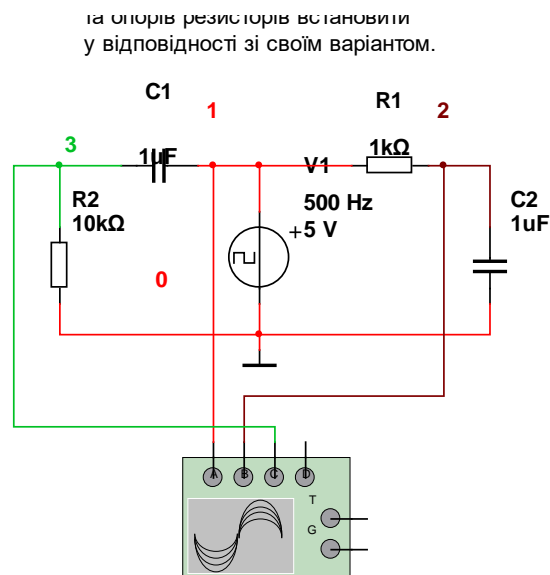 та опорів резисторів встановити
у відповідності зі своїм варіантом.
C1
1
R1
2
3
1uF
V1
1kΩ
R2
10kΩ
500 Hz
+5 V
C2
1uF
0
A
B
C
D
T
G